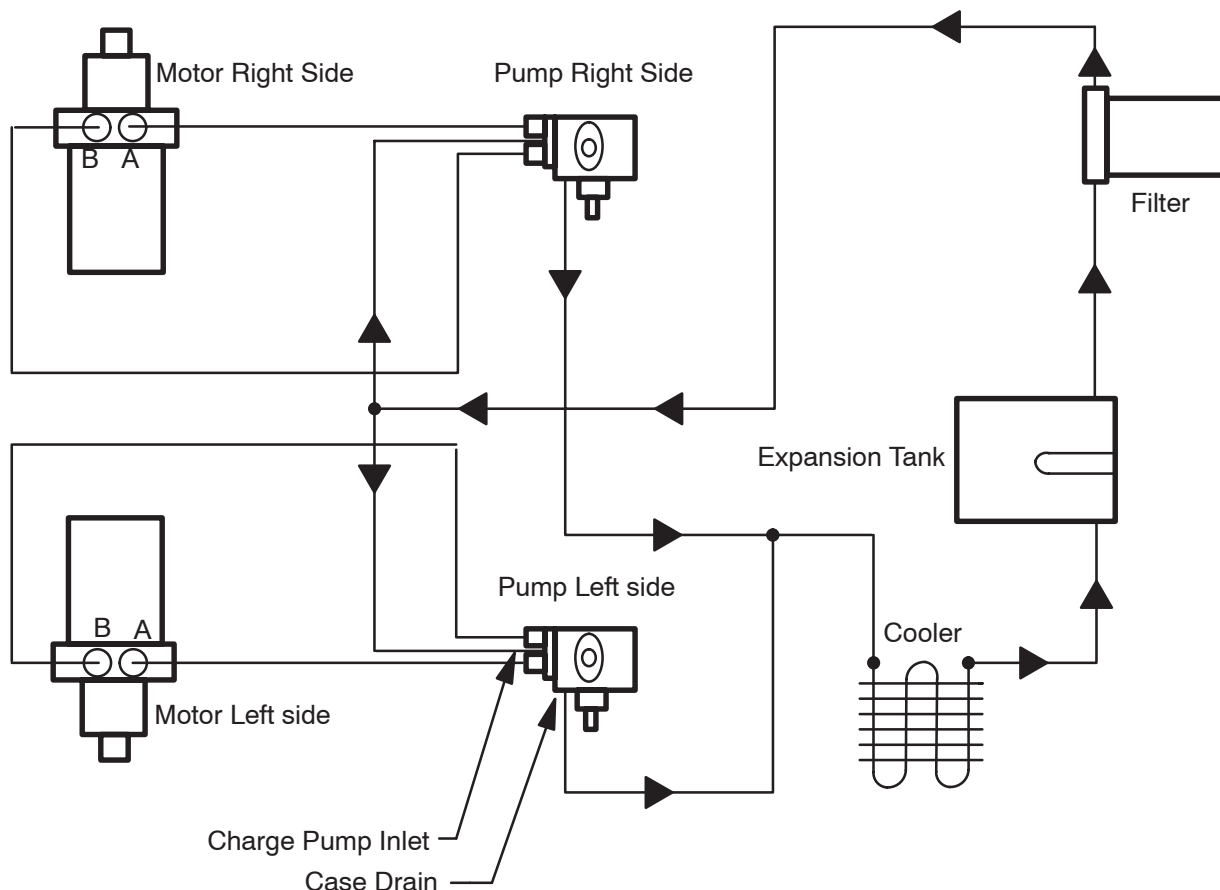 Motor Right Side
Pump Right Side
B A
Filter
Expansion Tank
Pump Left side
B A
Cooler
Motor Left side
Charge Pump Inlet
Case Drain